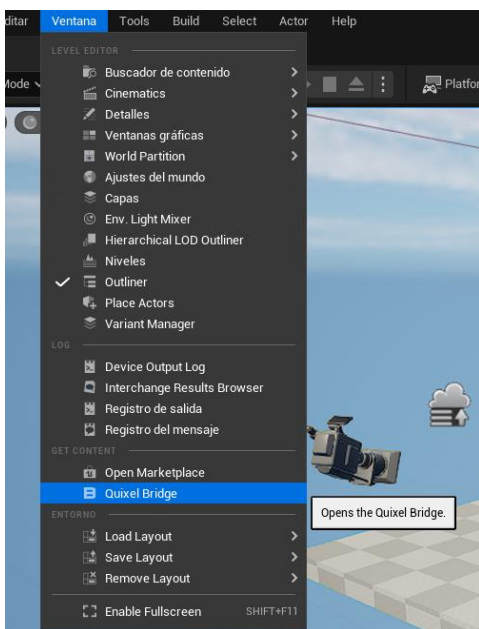 ditar Ventana Tools Build Select Actor Help
LEVEL EDITOR
Mode
Buscador de contenido
Platfor
Cinematics
Detalles
Ventanas gráficas
World Partition
Ajustes del mundo
Capas
Env. Light Mixer
Hierarchical LOD Outliner
Niveles
Outliner
Place Actors
Variant Manager
LOG
Device Output Log
Interchange Results Browser
Registro de salida
Registro del mensaje
GET CONTENT
Open Marketplace
Quixel Bridge
Opens the Quixel Bridge.
ENTORNO
Load Layout
Save Layout
Remove Layout
Enable Fullscreen SHIFT+F11